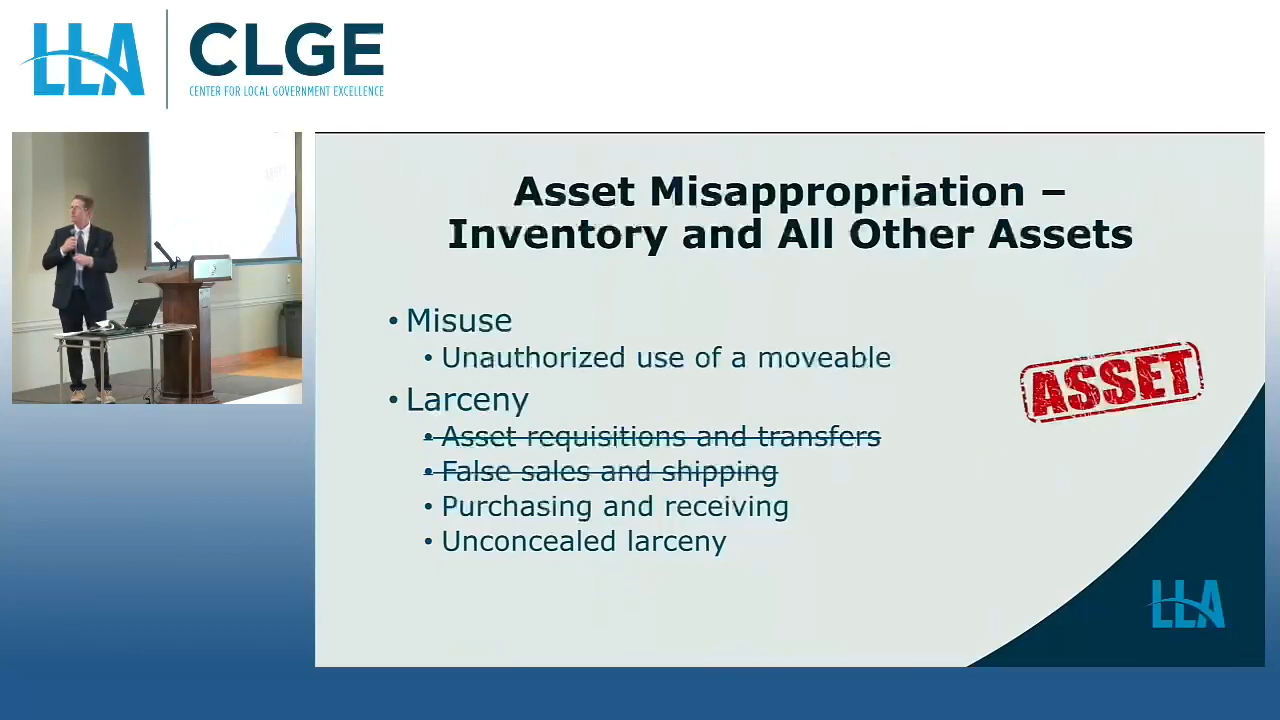 LLA
CLGE
CENTER FOR LOCAL GOVERNMENT EXCELLENCE
Asset Misappropriation –
Inventory and All Other Assets
• Misuse
• Unauthorized use of a moveable
• Larceny
• Asset requisitions and transfers
• False sales and shipping
• Purchasing and receiving
• Unconcealed larceny
ASSET
LLA